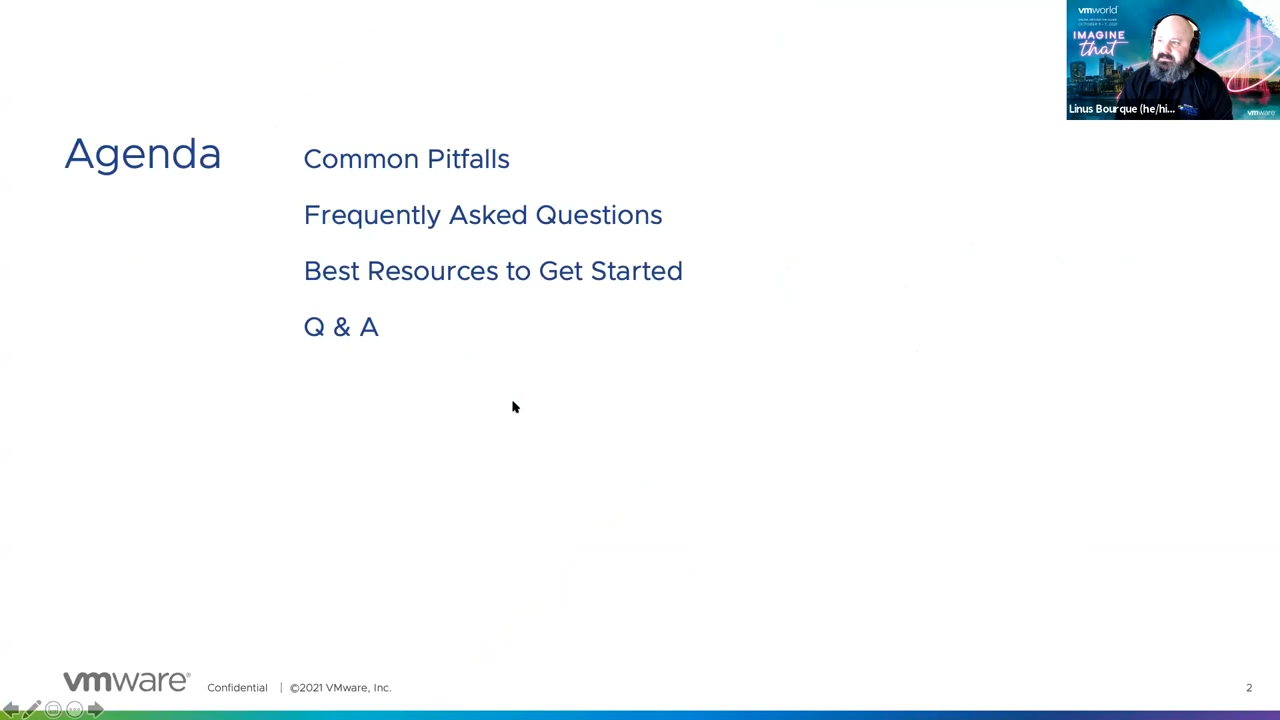 vmworld
IMAGINE
that
Linus Bourque (he/hi...
vmware
Agenda
Common Pitfalls
Frequently Asked Questions
Best Resources to Get Started
Q & A
vmware®
Confidential | ©2021 VMware, Inc.
2